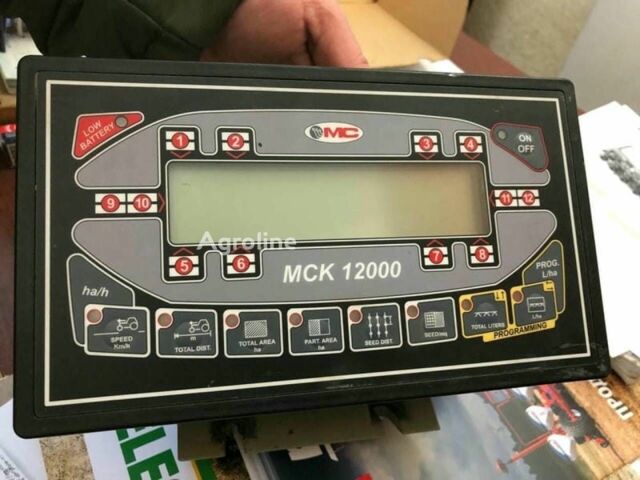 LOW BATTERY
1
2
MC
3
4
ON
OFF
9
10
11
12
Agroline
5
6
MCK 12000
7
8
ha/h
PROG.
L/ha
SPEED
Km/h
m
TOTAL DIST.
TOTAL AREA
ha
PART. AREA
ha
SEED DIST.
SEED/mq
TOTAL LITERS
L/ha
PROGRAMMING
LE
ПРОД